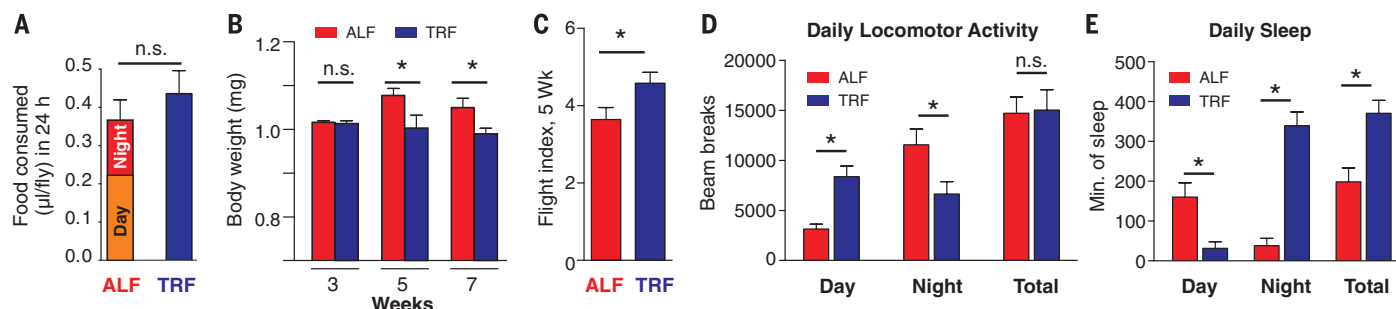 A
Food consumed
(µl/fly) in 24 h
0.5
0.4
0.3
0.2
0.1
0.0
n.s.
Night
Day
ALF
TRF
B
ALF
TRF
Body weight (mg)
1.2
1.0
0.8
n.s.
*
*
3
5
7
Weeks
C
Flight index, 5 Wk
6
4
2
0
*
ALF
TRF
D
Daily Locomotor Activity
ALF
TRF
Beam breaks
20000
15000
10000
5000
0
*
*
n.s.
Day
Night
Total
E
Daily Sleep
ALF
TRF
Min. of sleep
500
400
300
200
100
0
*
*
*
Day
Night
Total